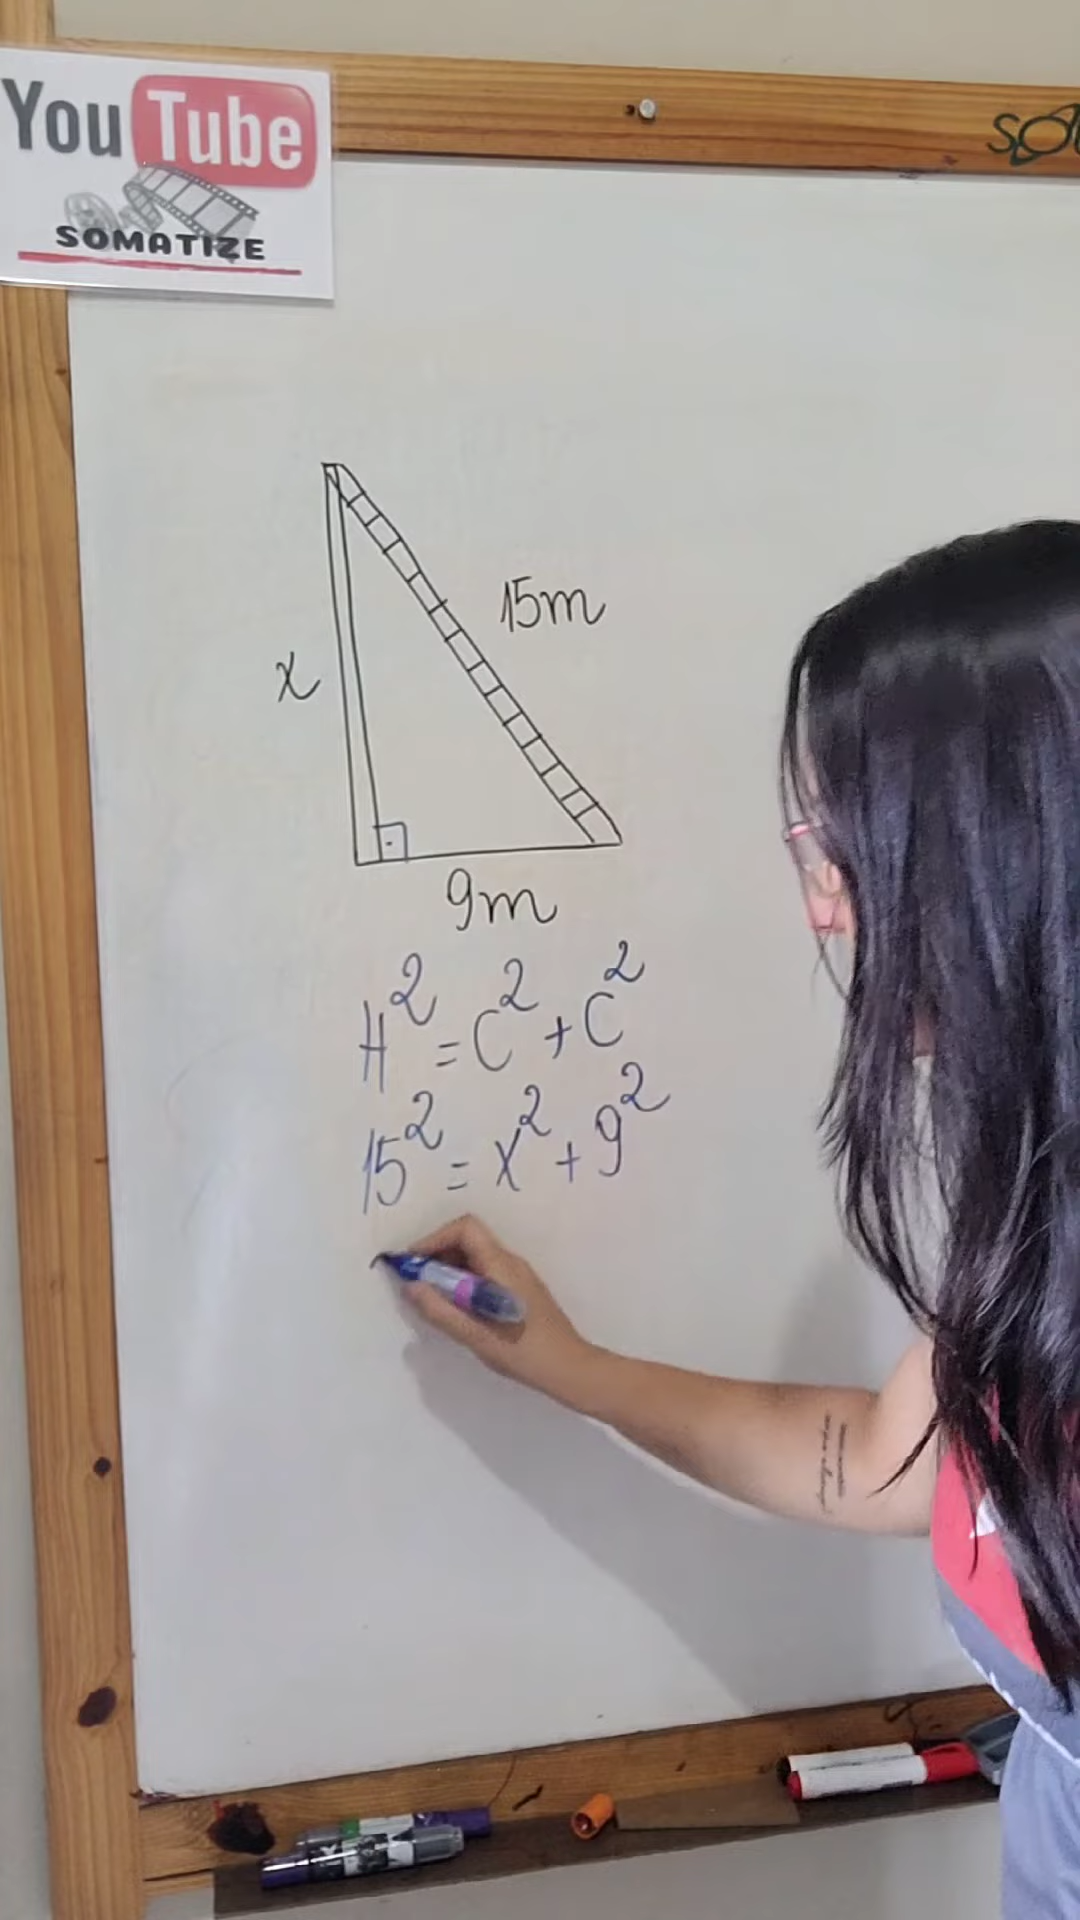 YouTube
SOMATIZE
15m
x
9m
H² = C² + C²
15² = x² + 9²